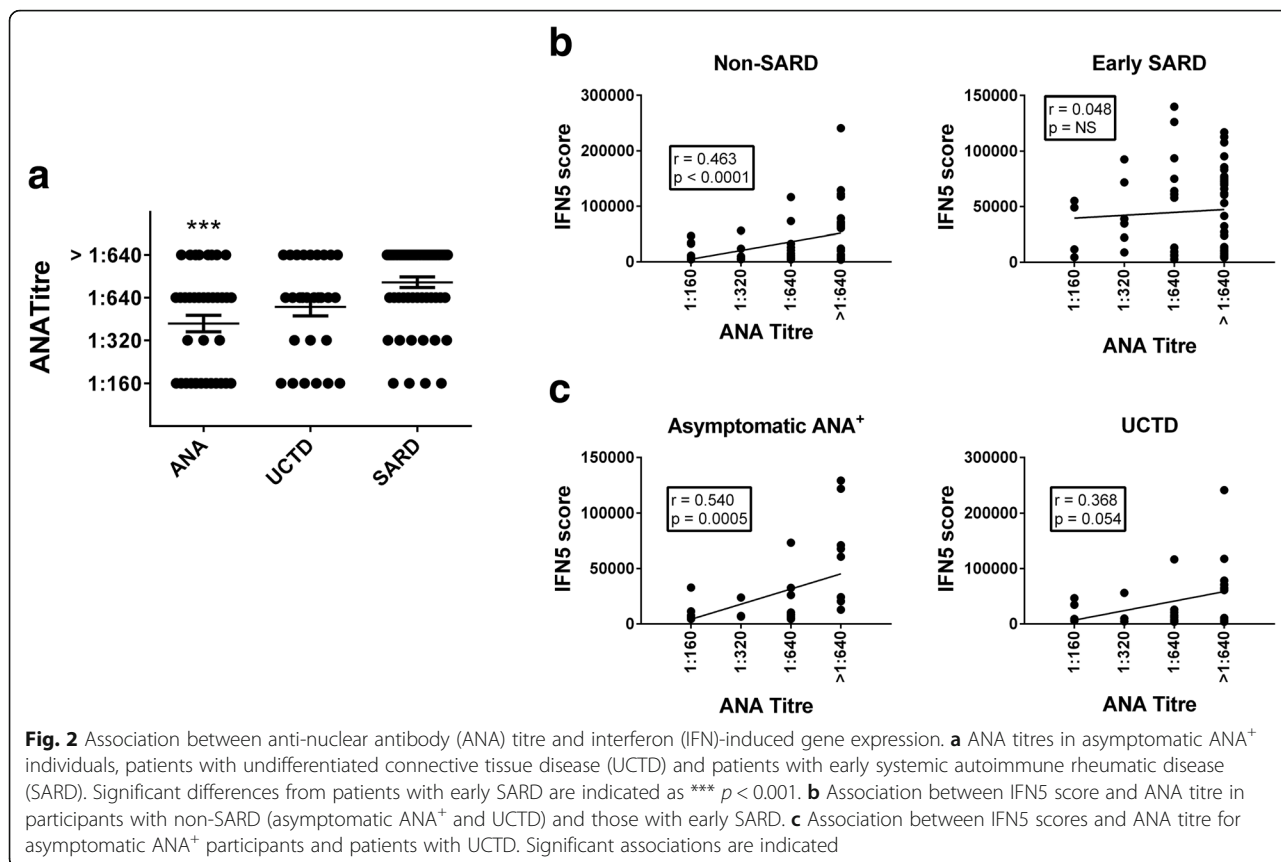 a
***
ANATitre
> 1:640
1:640
1:320
1:160
ANA
UCTD
SARD
b
Non-SARD
IFN5 score
300000
200000
100000
0
r = 0.463
p < 0.0001
1:160
1:320
1:640
>1:640
ANA Titre
Early SARD
IFN5 score
150000
100000
50000
0
r = 0.048
p = NS
1:160
1:320
1:640
> 1:640
ANA Titre
c
Asymptomatic ANA+
IFN5 score
150000
100000
50000
0
r = 0.540
p = 0.0005
1:160
1:320
1:640
>1:640
ANA Titre
UCTD
IFN5 score
300000
200000
100000
0
r = 0.368
p = 0.054
1:160
1:320
1:640
>1:640
ANA Titre
Fig. 2 Association between anti-nuclear antibody (ANA) titre and interferon (IFN)-induced gene expression. a ANA titres in asymptomatic ANA+
individuals, patients with undifferentiated connective tissue disease (UCTD) and patients with early systemic autoimmune rheumatic disease
(SARD). Significant differences from patients with early SARD are indicated as *** p < 0.001. b Association between IFN5 score and ANA titre in
participants with non-SARD (asymptomatic ANA+ and UCTD) and those with early SARD. c Association between IFN5 scores and ANA titre for
asymptomatic ANA+ participants and patients with UCTD. Significant associations are indicated